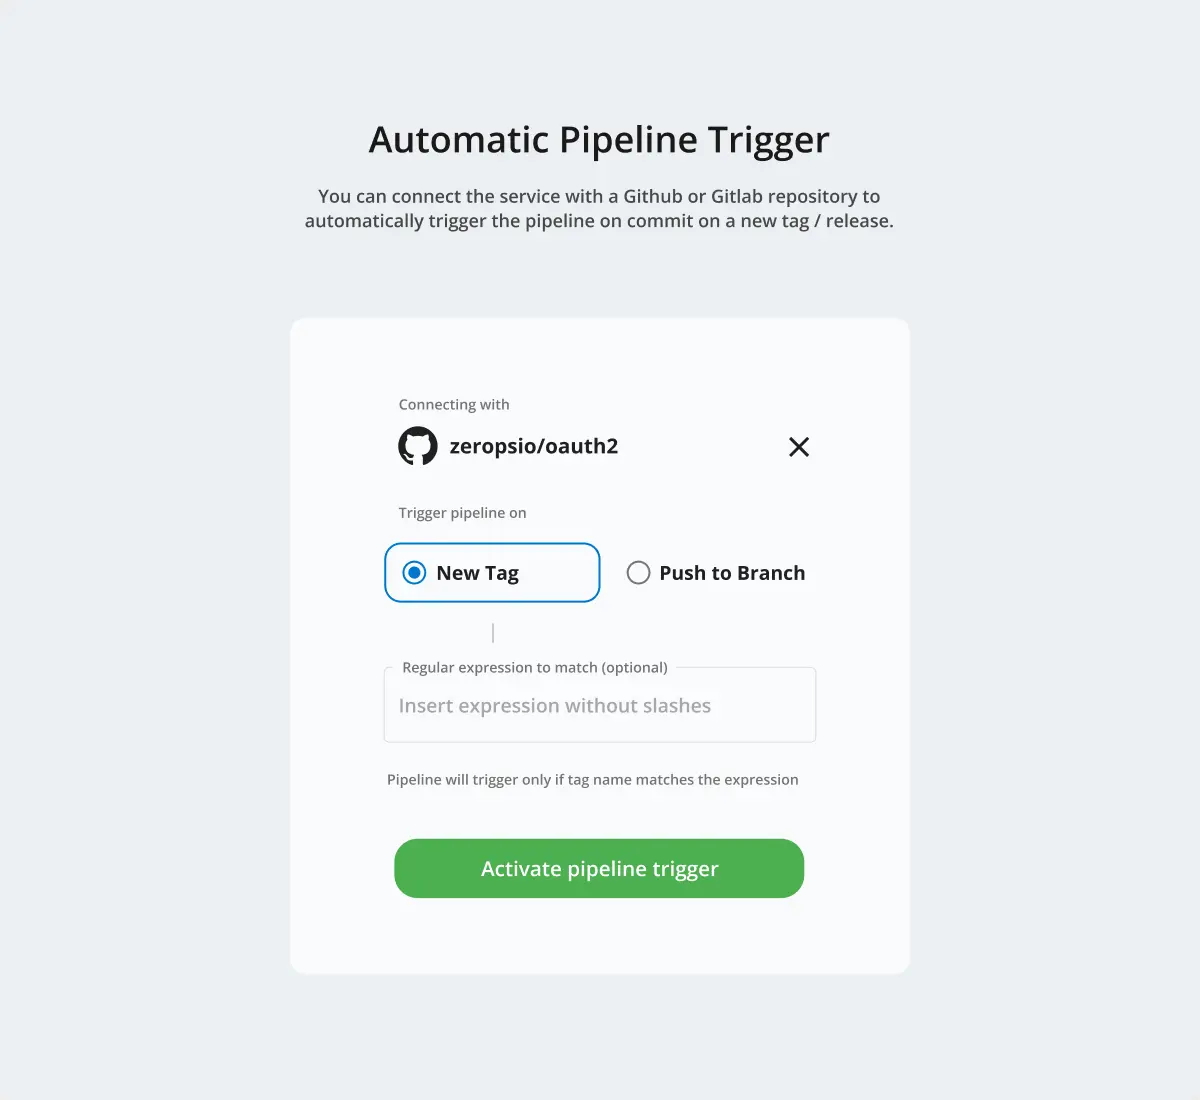 Automatic Pipeline Trigger
You can connect the service with a Github or Gitlab repository to
automatically trigger the pipeline on commit on a new tag / release.
Connecting with
zeropsio/oauth2
Trigger pipeline on
New Tag
Push to Branch
Regular expression to match (optional)
Insert expression without slashes
Pipeline will trigger only if tag name matches the expression
Activate pipeline trigger